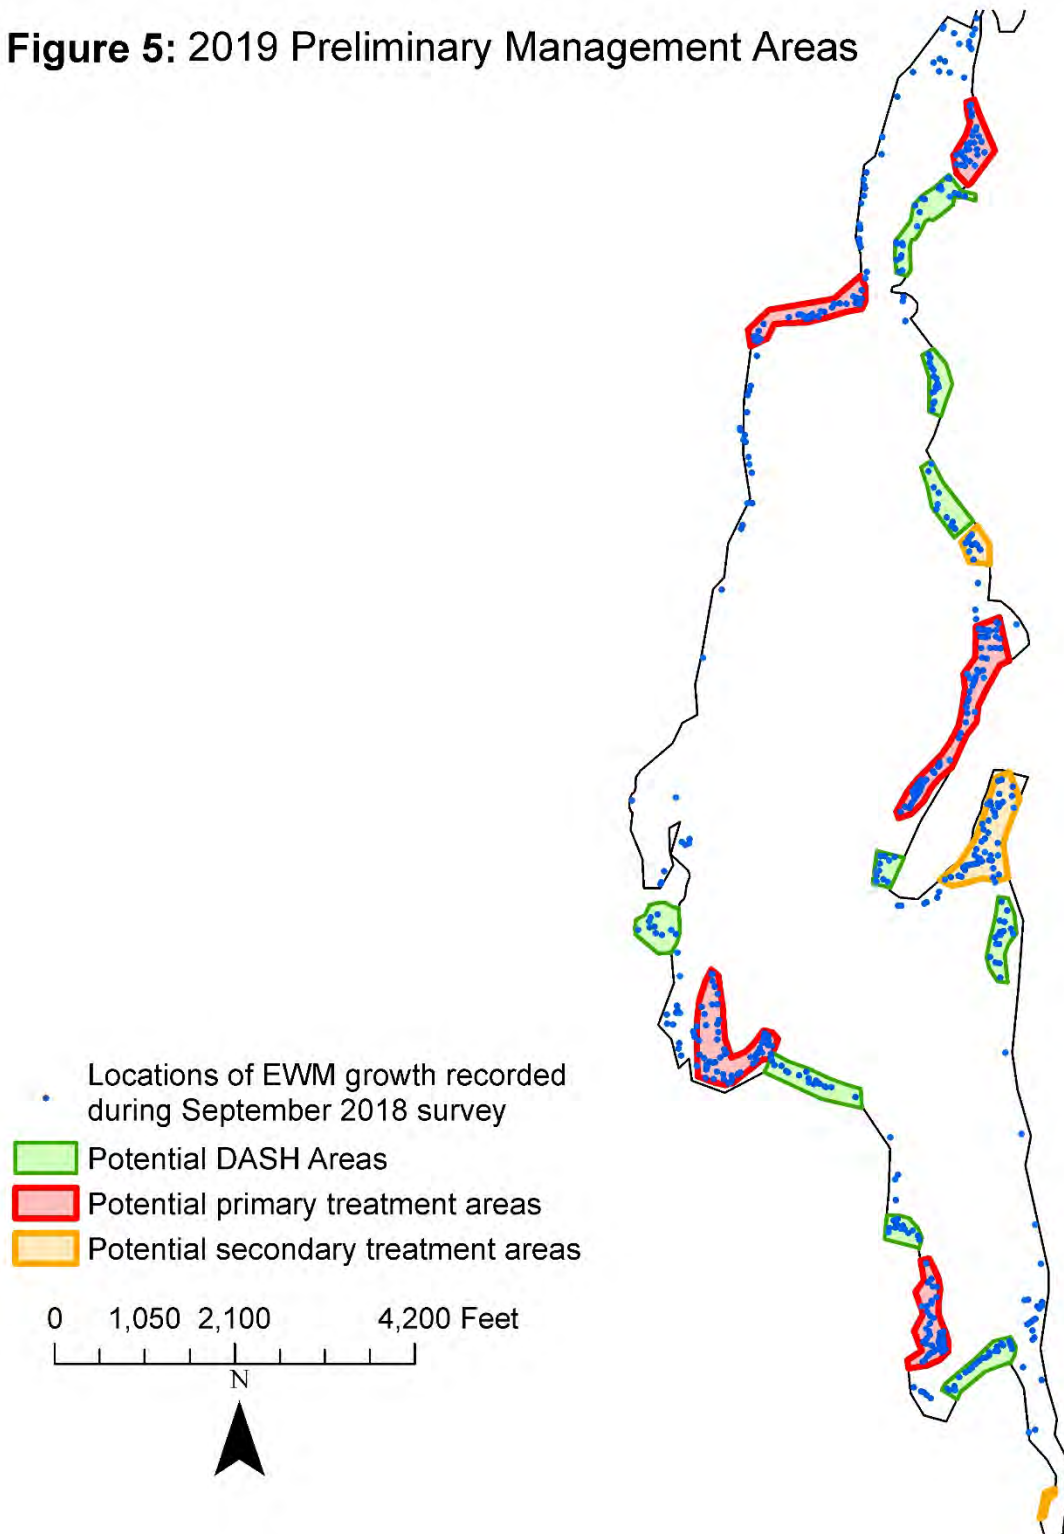 Figure 5: 2019 Preliminary Management Areas
Locations of EWM growth recorded
during September 2018 survey
Potential DASH Areas
Potential primary treatment areas
Potential secondary treatment areas
0 1,050 2,100 4,200 Feet
N